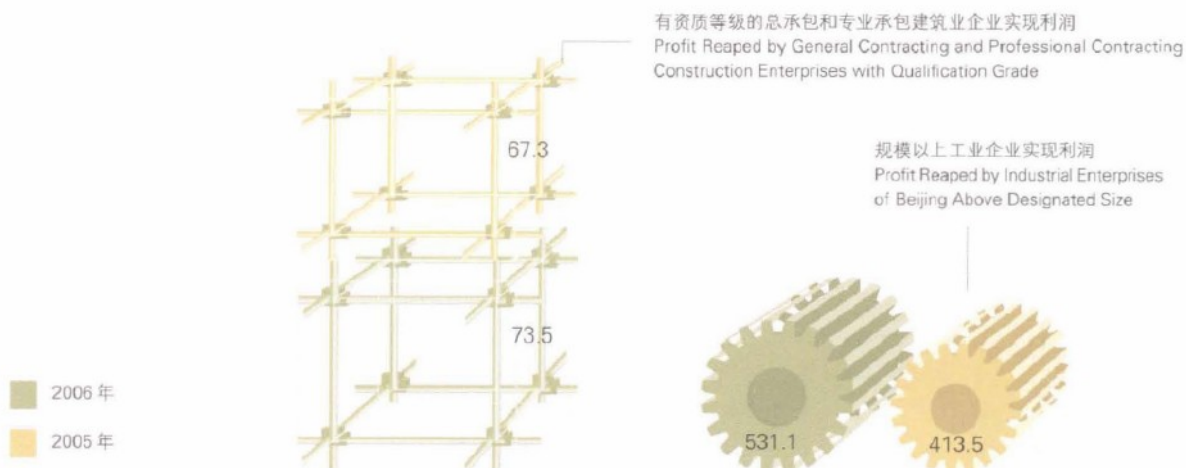 有资质等级的总承包和专业承包建筑业企业实现利润
Profit Reaped by General Contracting and Professional Contracting
Construction Enterprises with Qualification Grade
67.3
规模以上工业企业实现利润
Profit Reaped by Industrial Enterprises
of Beijing Above Designated Size
73.5
2006 年
2005 年
531.1
413.5